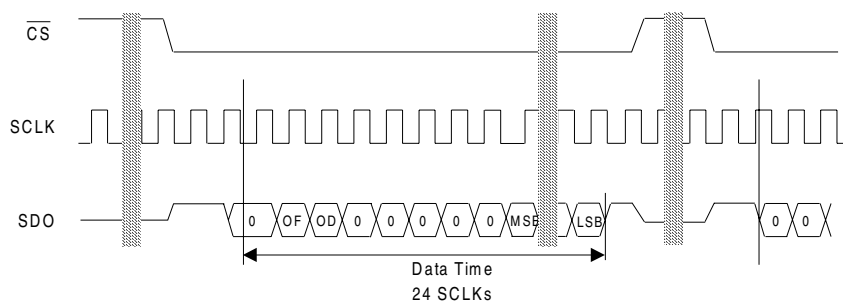 CS
SCLK
SDO
0 OF OD 0 0 0 0 0 MSB LSB 0 0
Data Time
24 SCLKs